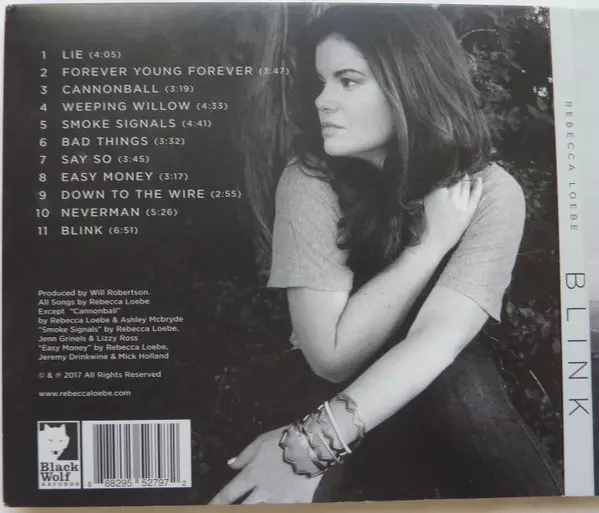 1 LIE (4:05)
2 FOREVER YOUNG FOREVER (3:47)
3 CANNONBALL (3:19)
4 WEEPING WILLOW (4:33)
5 SMOKE SIGNALS (4:41)
6 BAD THINGS (3:32)
7 SAY SO (3:45)
8 EASY MONEY (3:17)
9 DOWN TO THE WIRE (2:55)
10 NEVERMAN (5:26)
11 BLINK (6:51)
Produced by Will Robertson.
All Songs by Rebecca Loebe
Except "Cannonball"
by Rebecca Loebe & Ashley Mcbryde
"Smoke Signals" by Rebecca Loebe,
Jenn Grinels & Lizzy Ross
"Easy Money" by Rebecca Loebe,
Jeremy Drinkwine & Mick Holland
© & ℗ 2017 All Rights Reserved
www.rebeccaloebe.com
Black
Wolf
RECORDS
8 88295 52797 2
REBECCA LOEBE
BLINK